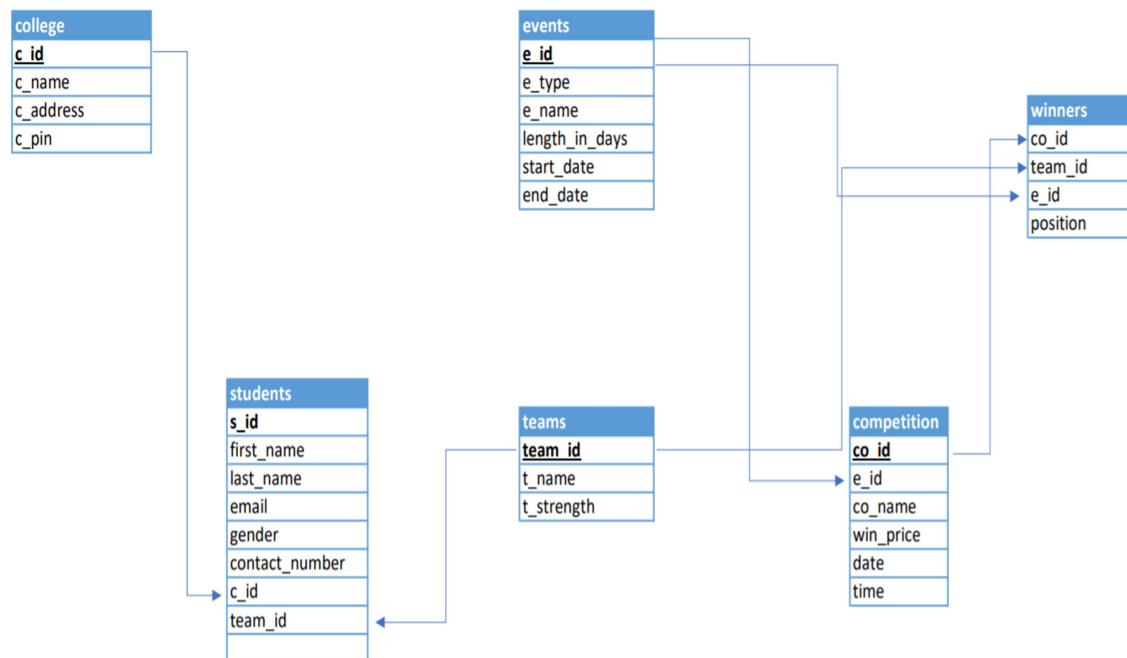 college
c_id
c_name
c_address
c_pin
events
e_id
e_type
e_name
length_in_days
start_date
end_date
winners
co_id
team_id
e_id
position
students
s_id
first_name
last_name
email
gender
contact_number
c_id
team_id
teams
team_id
t_name
t_strength
competition
co_id
e_id
co_name
win_price
date
time